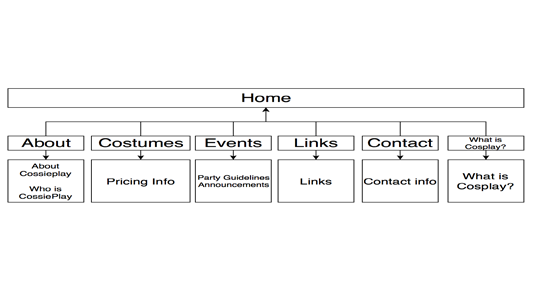 Home
About
Costumes
Events
Links
Contact
What is
Cosplay?
About
Cossieplay
Who is
CossiePlay
Pricing Info
Party Guidelines
Announcements
Links
Contact info
What is
Cosplay?